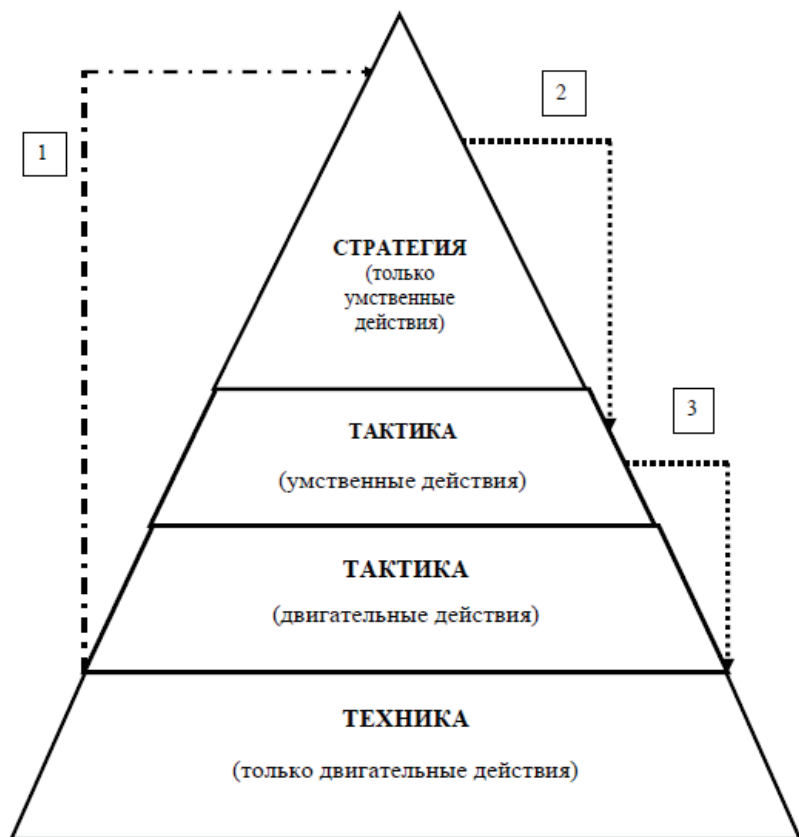 2
1
СТРАТЕГИЯ
(только
умственные
действия)
3
ТАКТИКА
(умственные действия)
ТАКТИКА
(двигательные действия)
ТЕХНИКА
(только двигательные действия)